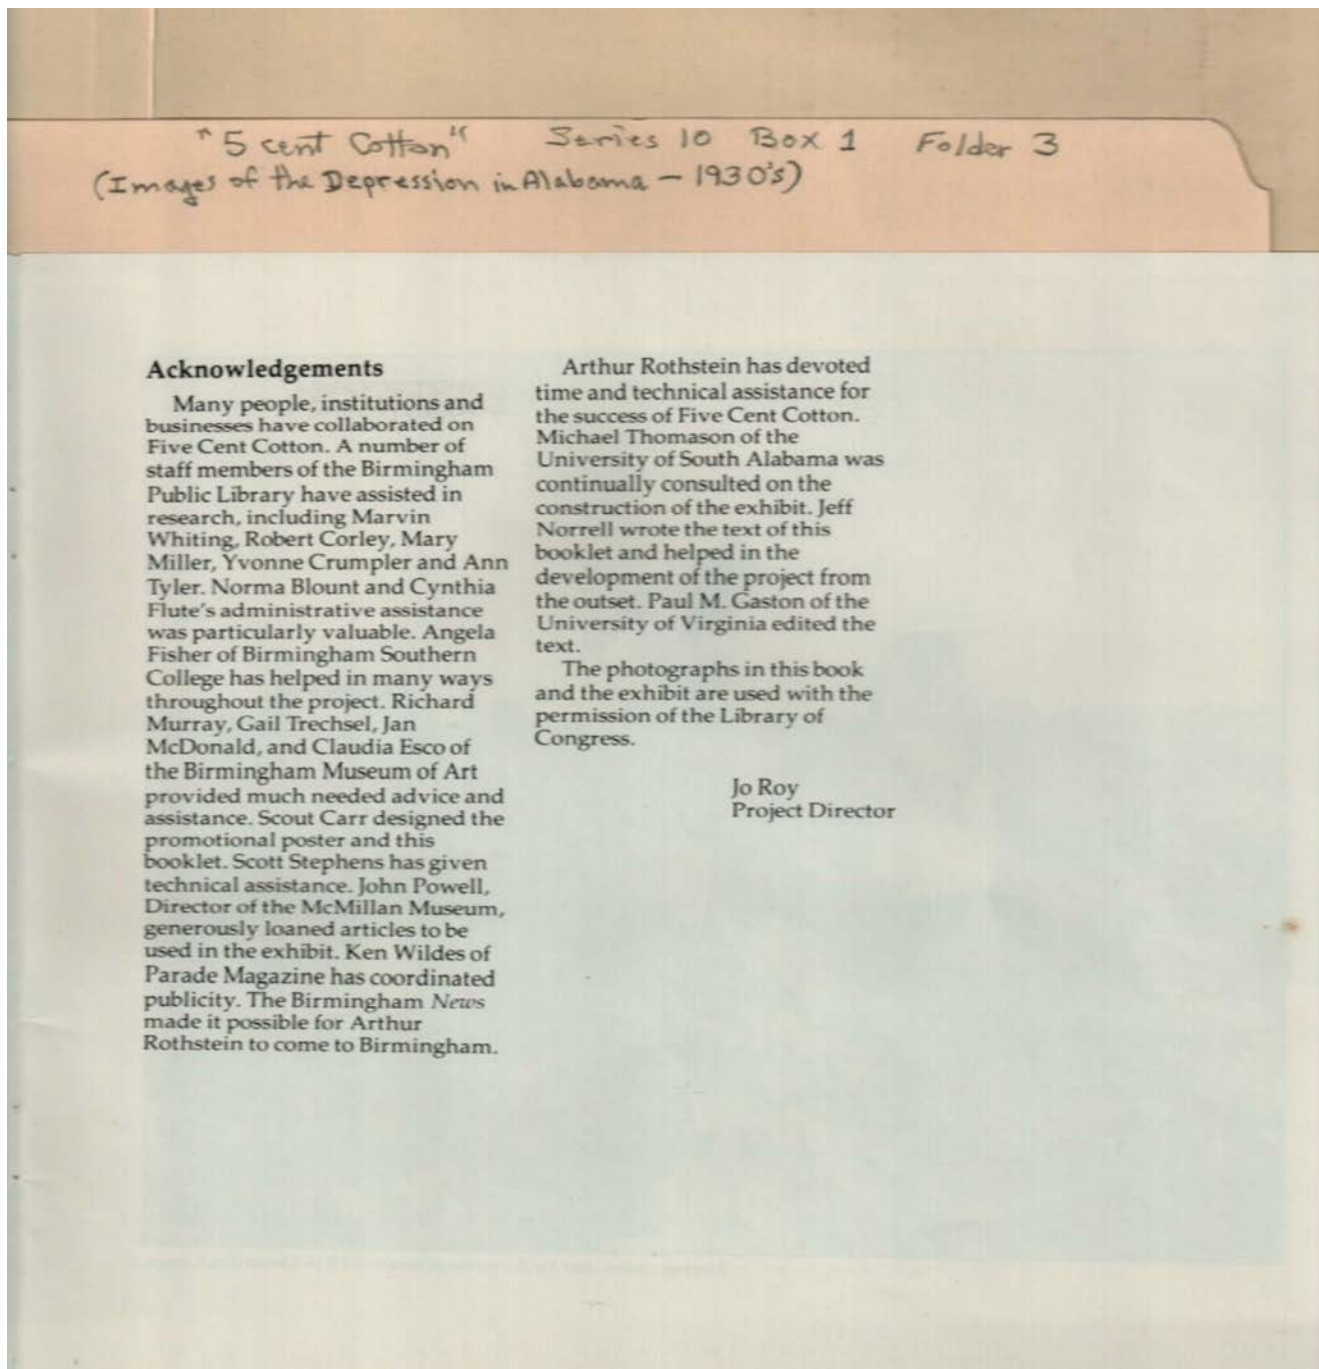 "5 cent Cotton" Series 10 Box 1 Folder 3
(Images of the Depression in Alabama - 1930's)
Acknowledgements
Many people, institutions and
businesses have collaborated on
Five Cent Cotton. A number of
staff members of the Birmingham
Public Library have assisted in
research, including Marvin
Whiting, Robert Corley, Mary
Miller, Yvonne Crumpler and Ann
Tyler. Norma Blount and Cynthia
Flute's administrative assistance
was particularly valuable. Angela
Fisher of Birmingham Southern
College has helped in many ways
throughout the project. Richard
Murray, Gail Trechsel, Jan
McDonald, and Claudia Esco of
the Birmingham Museum of Art
provided much needed advice and
assistance. Scout Carr designed the
promotional poster and this
booklet. Scott Stephens has given
technical assistance. John Powell,
Director of the McMillan Museum,
generously loaned articles to be
used in the exhibit. Ken Wildes of
Parade Magazine has coordinated
publicity. The Birmingham News
made it possible for Arthur
Rothstein to come to Birmingham.
Arthur Rothstein has devoted
time and technical assistance for
the success of Five Cent Cotton.
Michael Thomason of the
University of South Alabama was
continually consulted on the
construction of the exhibit. Jeff
Norrell wrote the text of this
booklet and helped in the
development of the project from
the outset. Paul M. Gaston of the
University of Virginia edited the
text.
The photographs in this book
and the exhibit are used with the
permission of the Library of
Congress.
Jo Roy
Project Director